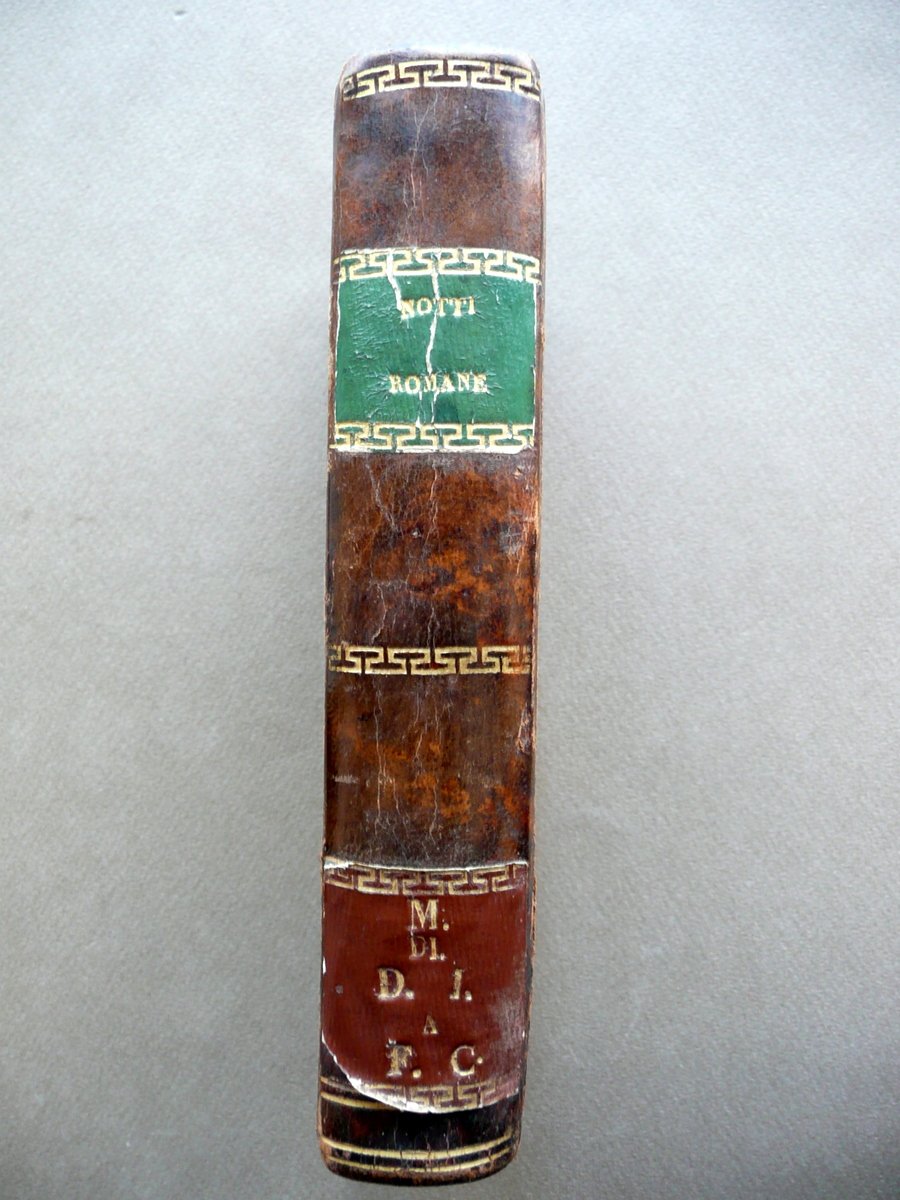 NOTTI
ROMANE
M.
DI.
D. I.
A
F. C.